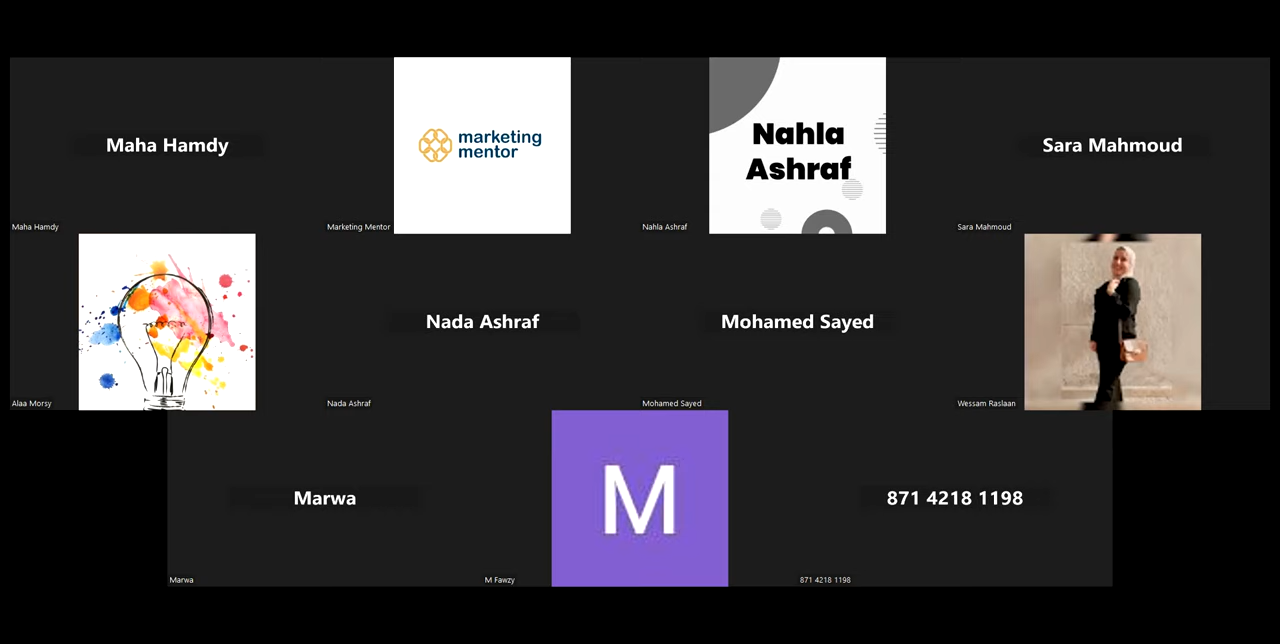 Maha Hamdy
marketing
mentor
Nahla
Ashraf
Sara Mahmoud
Maha Hamdy
Marketing Mentor
Nahla Ashraf
Sara Mahmoud
Nada Ashraf
Mohamed Sayed
Alaa Morsy
Nada Ashraf
Mohamed Sayed
Wessam Raslaan
Marwa
M
871 4218 1198
Marwa
M Fawzy
871 4218 1198